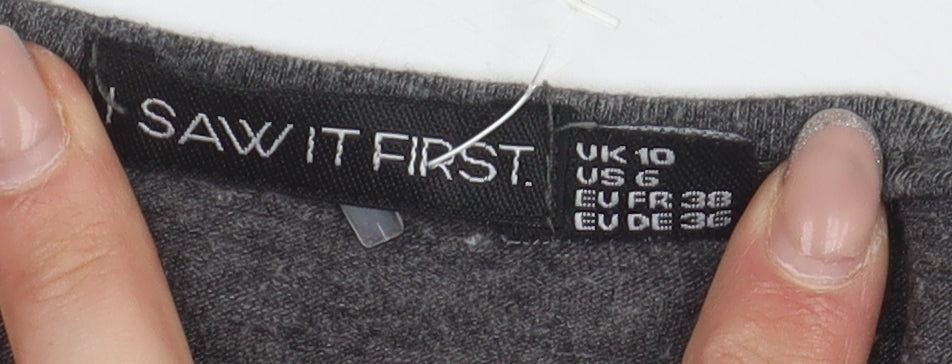 I SAW IT FIRST.
UK 10
US 6
EU FR 38
EU DE 36